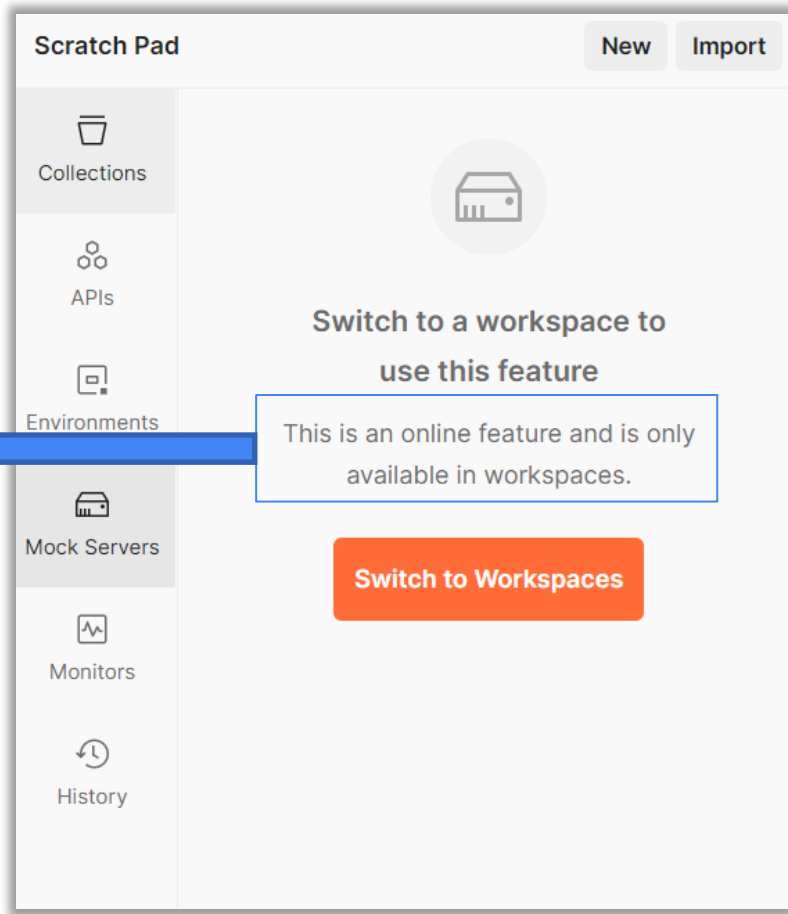 Scratch Pad
New
Import
Collections
APIs
Environments
Mock Servers
Monitors
History
Switch to a workspace to
use this feature
This is an online feature and is only
available in workspaces.
Switch to Workspaces